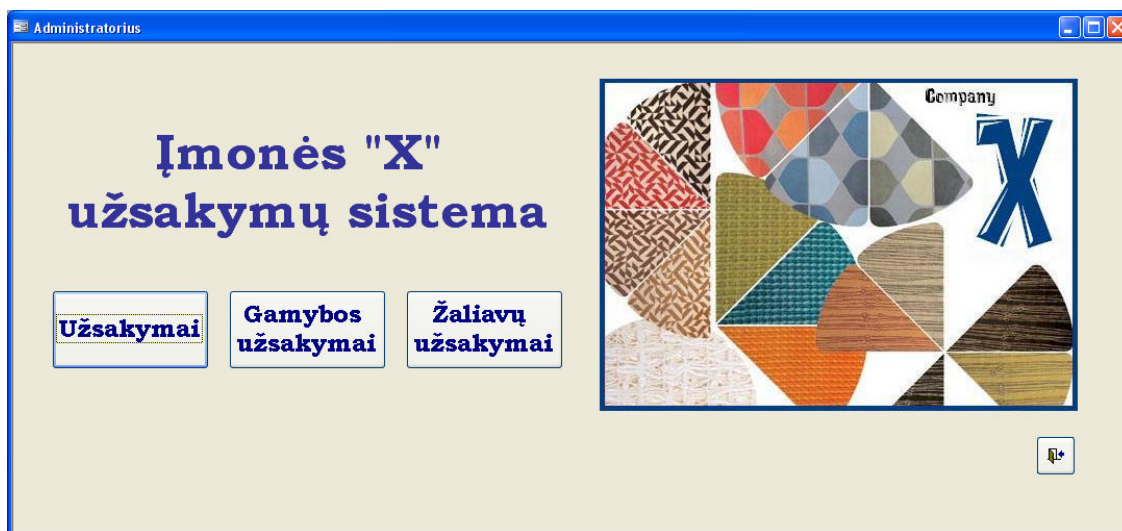 Administratorius
Įmonės "X"
užsakymų sistema
Užsakymai
Gamybos
užsakymai
Žaliavų
užsakymai
Company
X